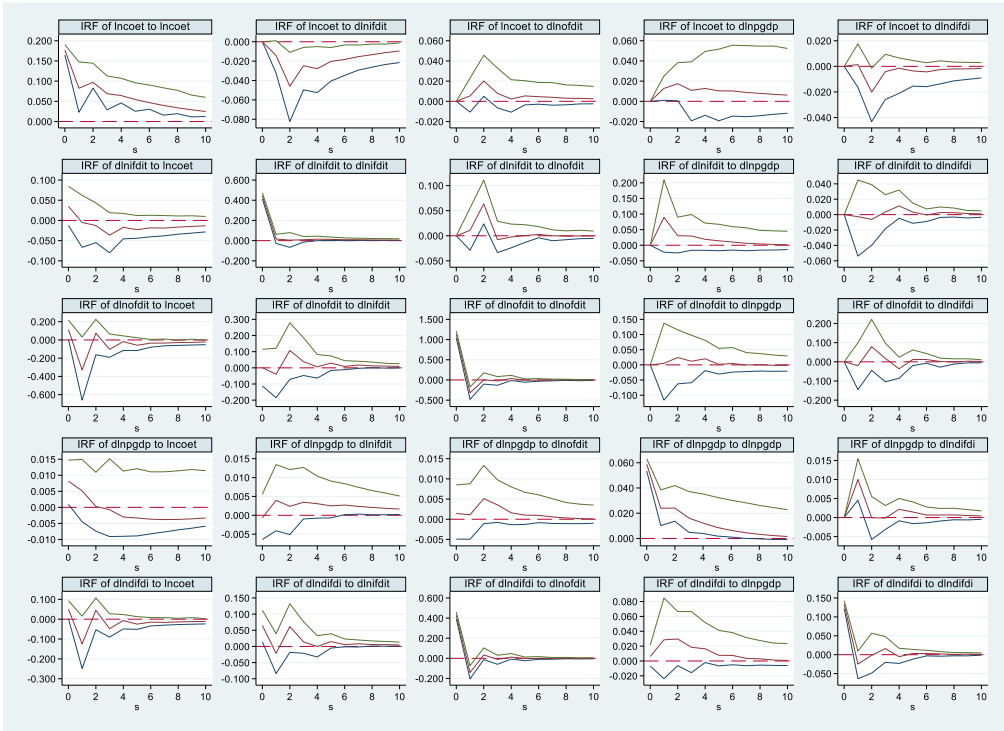 IRF of lncoet to lncoet
0.200
0.150
0.100
0.050
0.000
0 2 4 6 8 10
s
IRF of lncoet to dlnifdit
0.000
-0.020
-0.040
-0.060
-0.080
0 2 4 6 8 10
s
IRF of lncoet to dlnofdit
0.060
0.040
0.020
0.000
-0.020
0 2 4 6 8 10
s
IRF of lncoet to dlnpgdp
0.060
0.040
0.020
0.000
-0.020
0 2 4 6 8 10
s
IRF of lncoet to dlndifdi
0.020
0.000
-0.020
-0.040
0 2 4 6 8 10
s
IRF of dlnifdit to lncoet
0.100
0.050
0.000
-0.050
-0.100
0 2 4 6 8 10
s
IRF of dlnifdit to dlnifdit
0.600
0.400
0.200
0.000
-0.200
0 2 4 6 8 10
s
IRF of dlnifdit to dlnofdit
0.100
0.050
0.000
-0.050
0 2 4 6 8 10
s
IRF of dlnifdit to dlnpgdp
0.200
0.150
0.100
0.050
0.000
-0.050
0 2 4 6 8 10
s
IRF of dlnifdit to dlndifdi
0.040
0.020
0.000
-0.020
-0.040
-0.060
0 2 4 6 8 10
s
IRF of dlnofdit to lncoet
0.200
0.000
-0.200
-0.400
-0.600
0 2 4 6 8 10
s
IRF of dlnofdit to dlnifdit
0.300
0.200
0.100
0.000
-0.100
-0.200
0 2 4 6 8 10
s
IRF of dlnofdit to dlnofdit
1.500
1.000
0.500
0.000
-0.500
0 2 4 6 8 10
s
IRF of dlnofdit to dlnpgdp
0.150
0.100
0.050
0.000
-0.050
-0.100
0 2 4 6 8 10
s
IRF of dlnofdit to dlndifdi
0.200
0.100
0.000
-0.100
-0.200
0 2 4 6 8 10
s
IRF of dlnpgdp to lncoet
0.015
0.010
0.005
0.000
-0.005
-0.010
0 2 4 6 8 10
s
IRF of dlnpgdp to dlnifdit
0.015
0.010
0.005
0.000
-0.005
0 2 4 6 8 10
s
IRF of dlnpgdp to dlnofdit
0.015
0.010
0.005
0.000
-0.005
0 2 4 6 8 10
s
IRF of dlnpgdp to dlnpgdp
0.060
0.040
0.020
0.000
0 2 4 6 8 10
s
IRF of dlnpgdp to dlndifdi
0.015
0.010
0.005
0.000
-0.005
0 2 4 6 8 10
s
IRF of dlndifdi to lncoet
0.100
0.000
-0.100
-0.200
-0.300
0 2 4 6 8 10
s
IRF of dlndifdi to dlnifdit
0.150
0.100
0.050
0.000
-0.050
-0.100
0 2 4 6 8 10
s
IRF of dlndifdi to dlnofdit
0.600
0.400
0.200
0.000
-0.200
0 2 4 6 8 10
s
IRF of dlndifdi to dlnpgdp
0.080
0.060
0.040
0.020
0.000
-0.020
0 2 4 6 8 10
s
IRF of dlndifdi to dlndifdi
0.150
0.100
0.050
0.000
-0.050
0 2 4 6 8 10
s